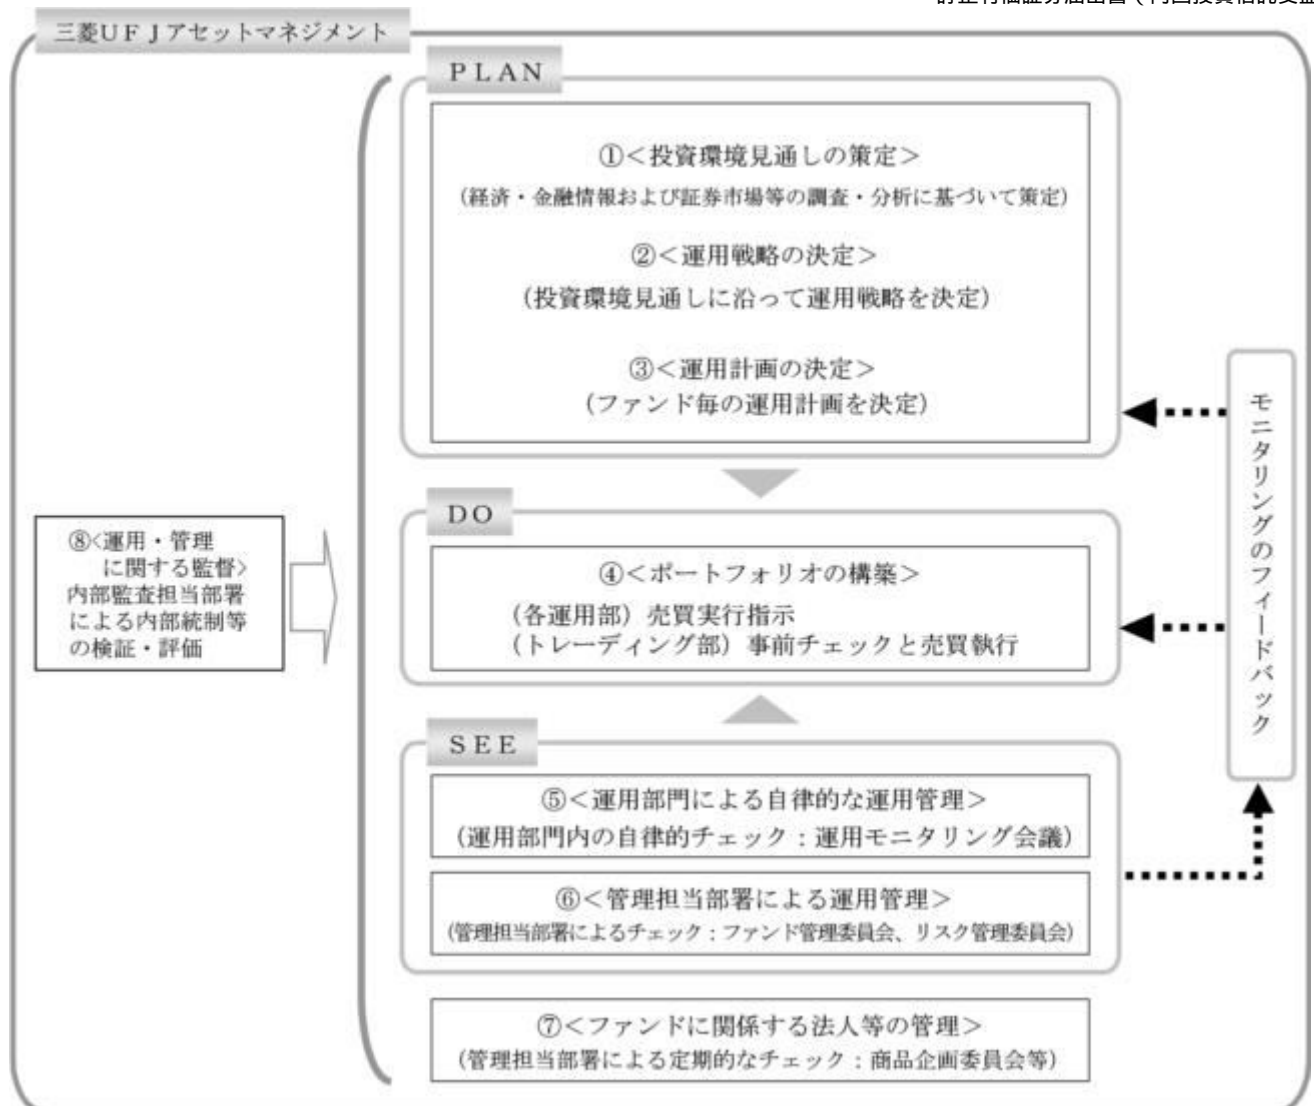 三菱ＵＦＪアセットマネジメント
ＰＬＡＮ
①＜投資環境見通しの策定＞
（経済・金融情報および証券市場等の調査・分析に基づいて策定）
②＜運用戦略の決定＞
（投資環境見通しに沿って運用戦略を決定）
③＜運用計画の決定＞
（ファンド毎の運用計画を決定）
ＤＯ
④＜ポートフォリオの構築＞
（各運用部）売買実行指示
（トレーディング部）事前チェックと売買執行
ＳＥＥ
⑤＜運用部門による自律的な運用管理＞
（運用部門内の自律的チェック：運用モニタリング会議）
⑥＜管理担当部署による運用管理＞
（管理担当部署によるチェック：ファンド管理委員会、リスク管理委員会）
⑦＜ファンドに関係する法人等の管理＞
（管理担当部署による定期的なチェック：商品企画委員会等）
⑧<運用・管理
に関する監督>
内部監査担当部署
による内部統制等
の検証・評価
モニタリングのフィードバック